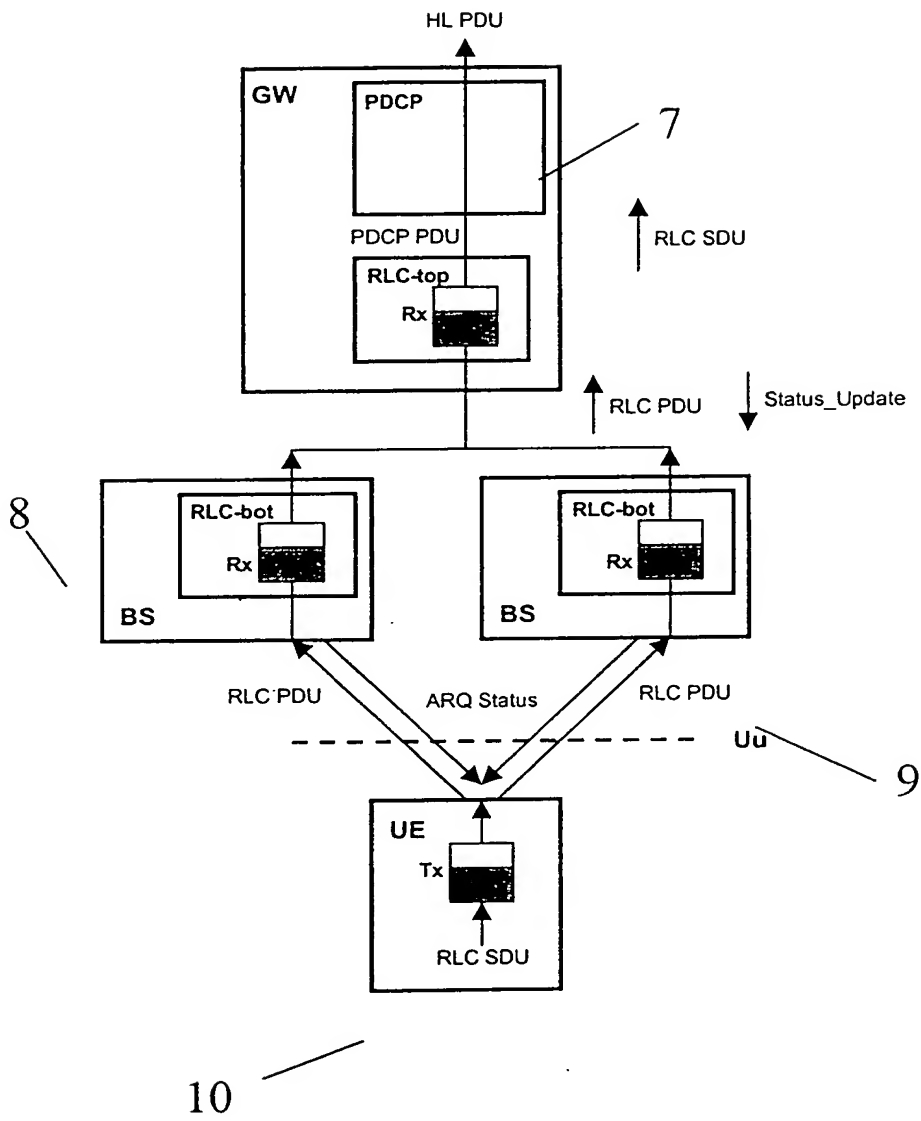 HL PDU
GW
PDCP
7
PDCP PDU
RLC SDU
RLC-top
Rx
RLC PDU
Status_Update
8
RLC-bot
Rx
BS
RLC-bot
Rx
BS
RLC PDU
ARQ Status
RLC PDU
Uu
9
UE
Tx
RLC SDU
10